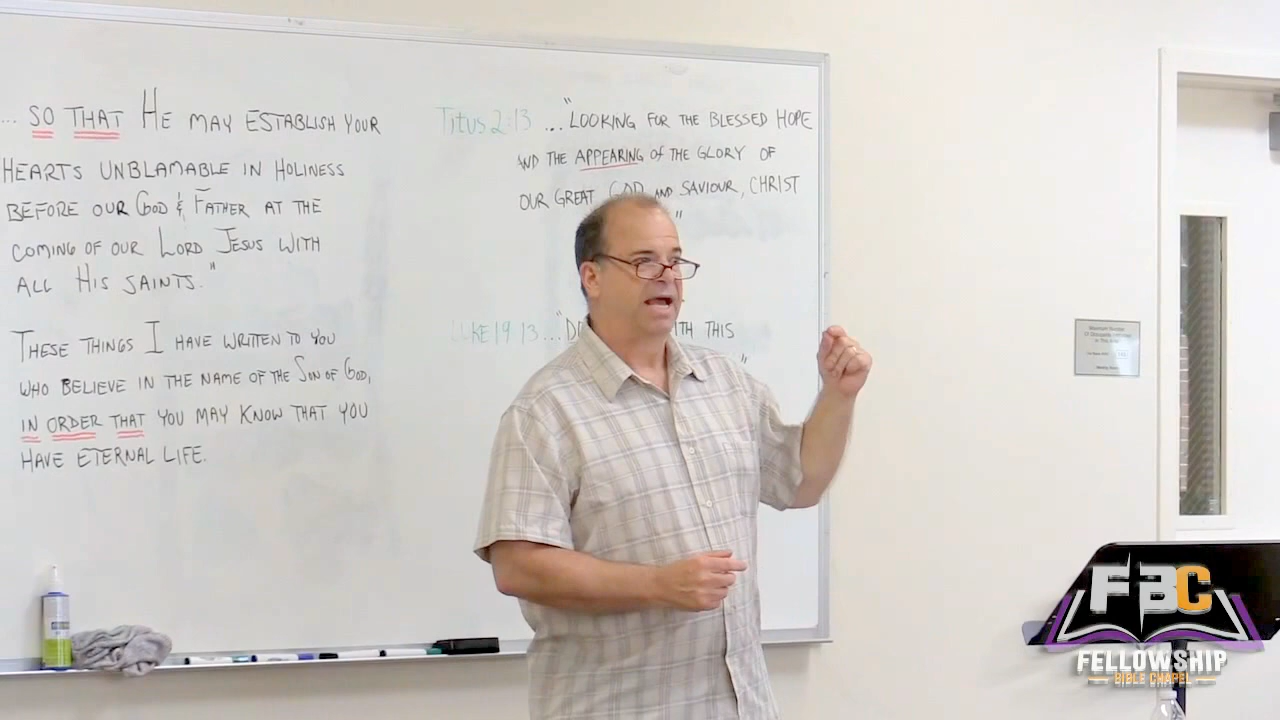 ... SO THAT HE MAY ESTABLISH YOUR
HEARTS UNBLAMABLE IN HOLINESS
BEFORE OUR GOD & FATHER AT THE
COMING OF OUR LORD JESUS WITH
ALL HIS SAINTS."
THESE THINGS I HAVE WRITTEN TO YOU
WHO BELIEVE IN THE NAME OF THE SON OF GOD,
IN ORDER THAT YOU MAY KNOW THAT YOU
HAVE ETERNAL LIFE.
Titus 2:13 ..."LOOKING FOR THE BLESSED HOPE
AND THE APPEARING of THE GLORY OF
OUR GREAT GOD AND SAVIOUR, CHRIST
"
LUKE 19 13 ..." THIS
"
FBC
FELLOWSHIP
BIBLE CHAPEL